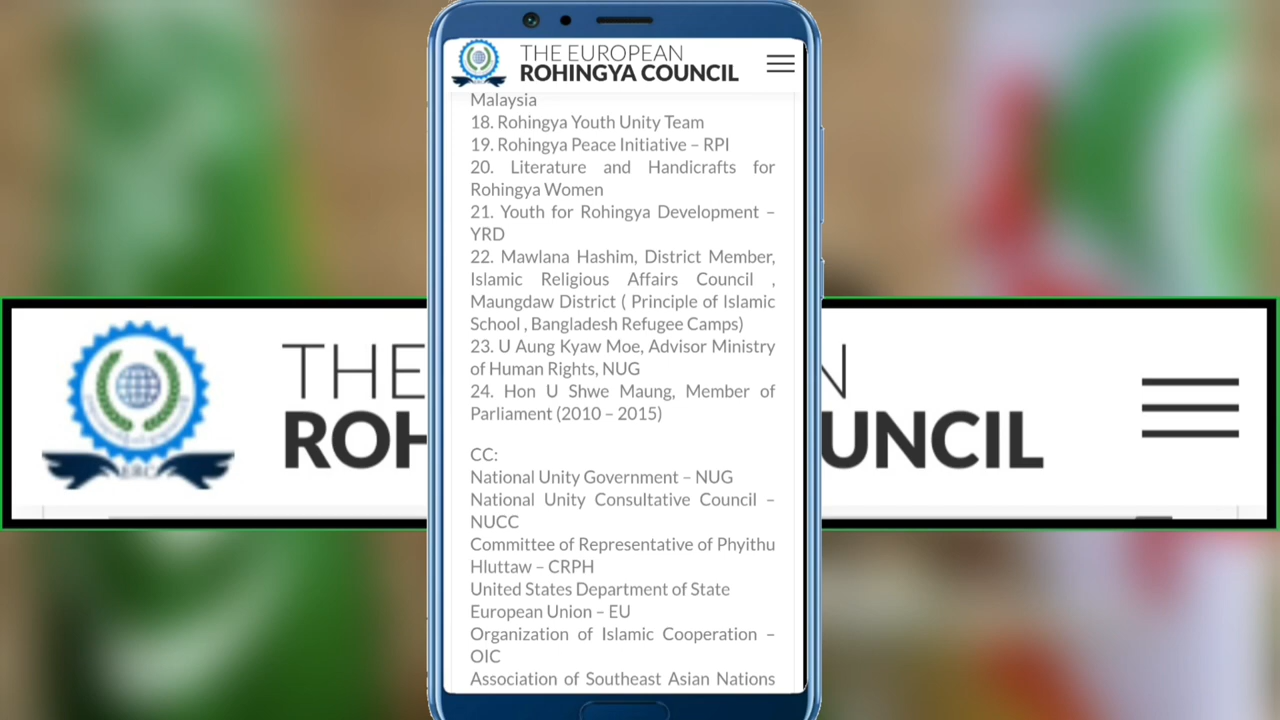 THE EUROPEAN
ROHINGYA COUNCIL
Malaysia
18. Rohingya Youth Unity Team
19. Rohingya Peace Initiative – RPI
20. Literature and Handicrafts for
Rohingya Women
21. Youth for Rohingya Development –
YRD
22. Mawlana Hashim, District Member,
Islamic Religious Affairs Council ,
Maungdaw District ( Principle of Islamic
School , Bangladesh Refugee Camps)
23. U Aung Kyaw Moe, Advisor Ministry
of Human Rights, NUG
24. Hon U Shwe Maung, Member of
Parliament (2010 – 2015)
CC:
National Unity Government – NUG
National Unity Consultative Council –
NUCC
Committee of Representative of Phyithu
Hluttaw – CRPH
United States Department of State
European Union – EU
Organization of Islamic Cooperation –
OIC
Association of Southeast Asian Nations
THE N
ROH UNCIL